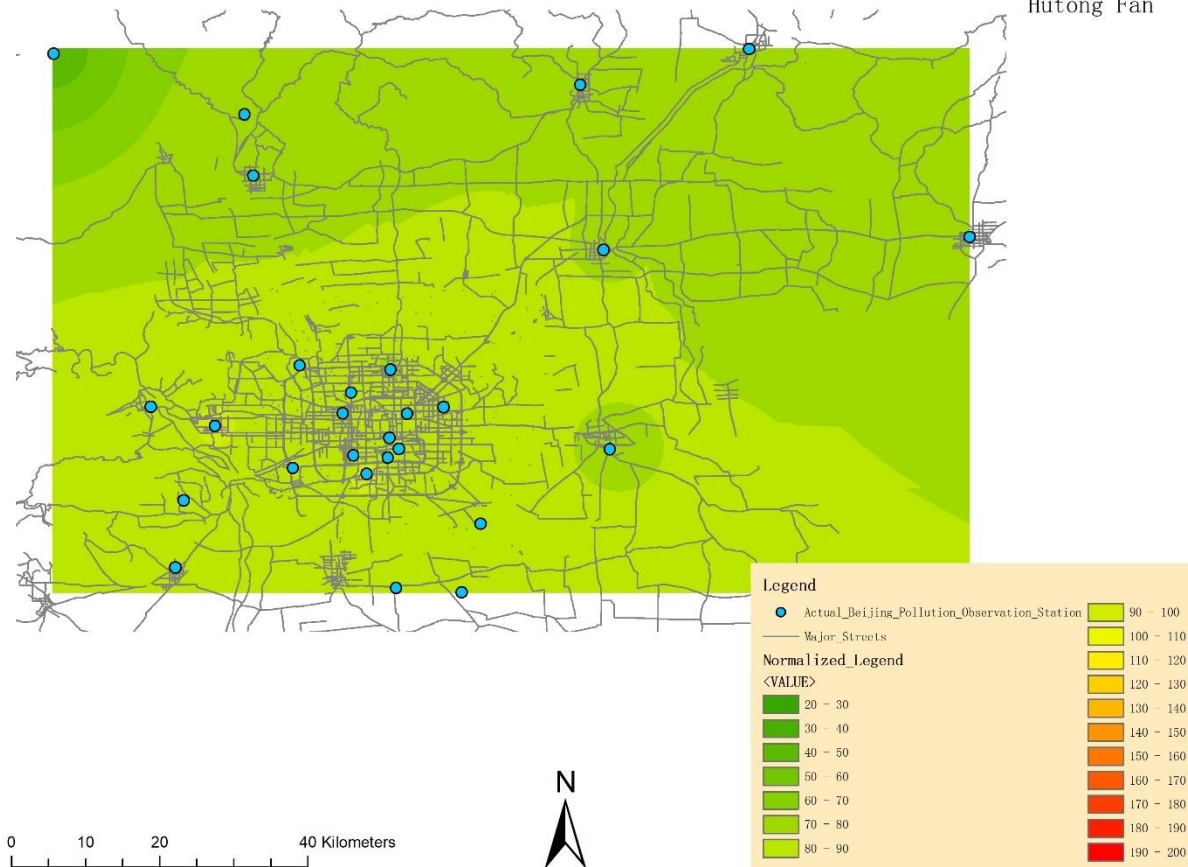 Hutong Fan
Legend
Actual_Beijing_Pollution_Observation_Station
Major_Streets
Normalized_Legend
<VALUE>
20 - 30
30 - 40
40 - 50
50 - 60
60 - 70
70 - 80
80 - 90
90 - 100
100 - 110
110 - 120
120 - 130
130 - 140
140 - 150
150 - 160
160 - 170
170 - 180
180 - 190
190 - 200
N
0 10 20 40 Kilometers